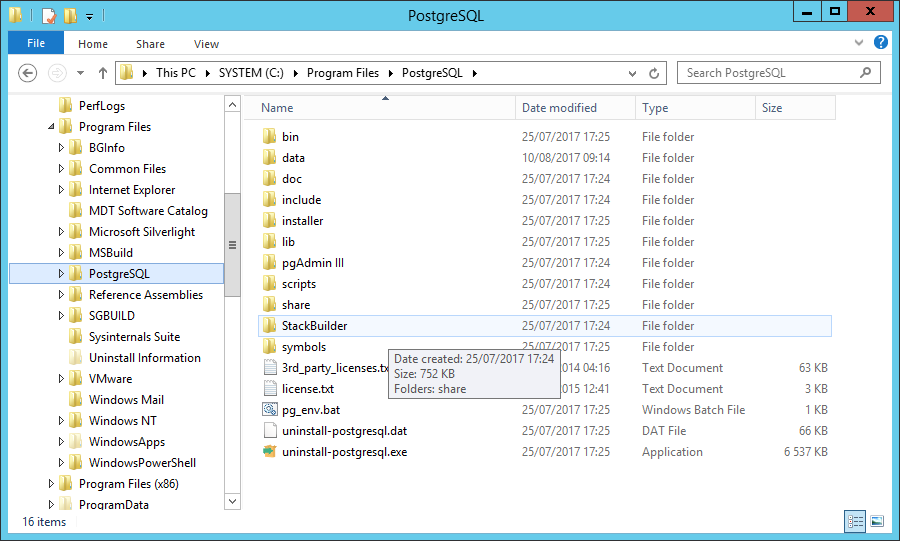 PostgreSQL
File Home Share View
This PC SYSTEM (C:) Program Files PostgreSQL Search PostgreSQL
PerfLogs
Program Files
BGInfo
Common Files
Internet Explorer
MDT Software Catalog
Microsoft Silverlight
MSBuild
PostgreSQL
Reference Assemblies
SGBUILD
Sysinternals Suite
Uninstall Information
VMware
Windows Mail
Windows NT
WindowsApps
WindowsPowerShell
Program Files (x86)
ProgramData
Name Date modified Type Size
bin 25/07/2017 17:25 File folder
data 10/08/2017 09:14 File folder
doc 25/07/2017 17:24 File folder
include 25/07/2017 17:24 File folder
installer 25/07/2017 17:25 File folder
lib 25/07/2017 17:25 File folder
pgAdmin III 25/07/2017 17:24 File folder
scripts 25/07/2017 17:24 File folder
share 25/07/2017 17:25 File folder
StackBuilder 25/07/2017 17:24 File folder
symbols 25/07/2017 17:25 File folder
3rd_party_licenses.tx 2014 04:16 Text Document 63 KB
license.txt 2015 12:41 Text Document 3 KB
pg_env.bat 25/07/2017 17:25 Windows Batch File 1 KB
uninstall-postgresql.dat 25/07/2017 17:25 DAT File 66 KB
uninstall-postgresql.exe 25/07/2017 17:25 Application 6 537 KB
Date created: 25/07/2017 17:24
Size: 752 KB
Folders: share
16 items